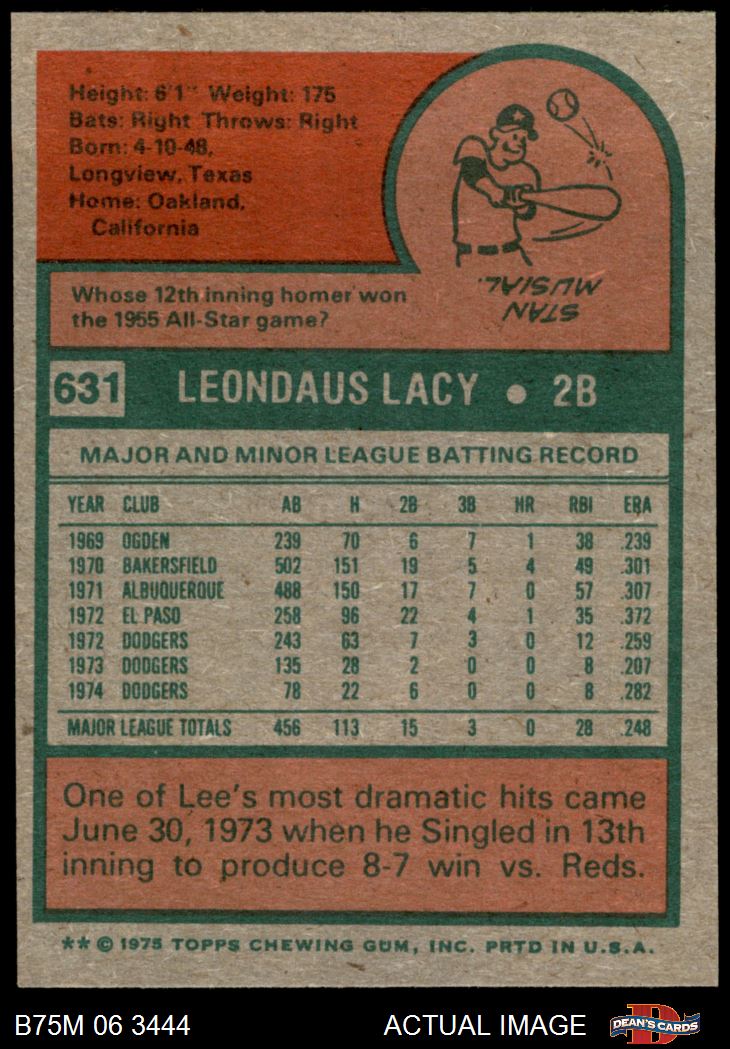 Height: 6'1" Weight: 175
Bats: Right Throws: Right
Born: 4-10-48,
Longview, Texas
Home: Oakland,
California
STAN
MUSIAL.
Whose 12th inning homer won
the 1955 All-Star game?
631 LEONDAUS LACY • 2B
MAJOR AND MINOR LEAGUE BATTING RECORD
YEAR CLUB AB H 2B 3B HR RBI ERA
1969 OGDEN 239 70 6 7 1 38 .239
1970 BAKERSFIELD 502 151 19 5 4 49 .301
1971 ALBUQUERQUE 488 150 17 7 0 57 .307
1972 EL PASO 258 96 22 4 1 35 .372
1972 DODGERS 243 63 7 3 0 12 .259
1973 DODGERS 135 28 2 0 0 8 .207
1974 DODGERS 78 22 6 0 0 8 .282
MAJOR LEAGUE TOTALS 456 113 15 3 0 28 .248
One of Lee's most dramatic hits came
June 30, 1973 when he Singled in 13th
inning to produce 8-7 win vs. Reds.
** © 1975 TOPPS CHEWING GUM, INC. PRTD IN U.S.A.
B75M 06 3444 ACTUAL IMAGE DEAN'S CARDS